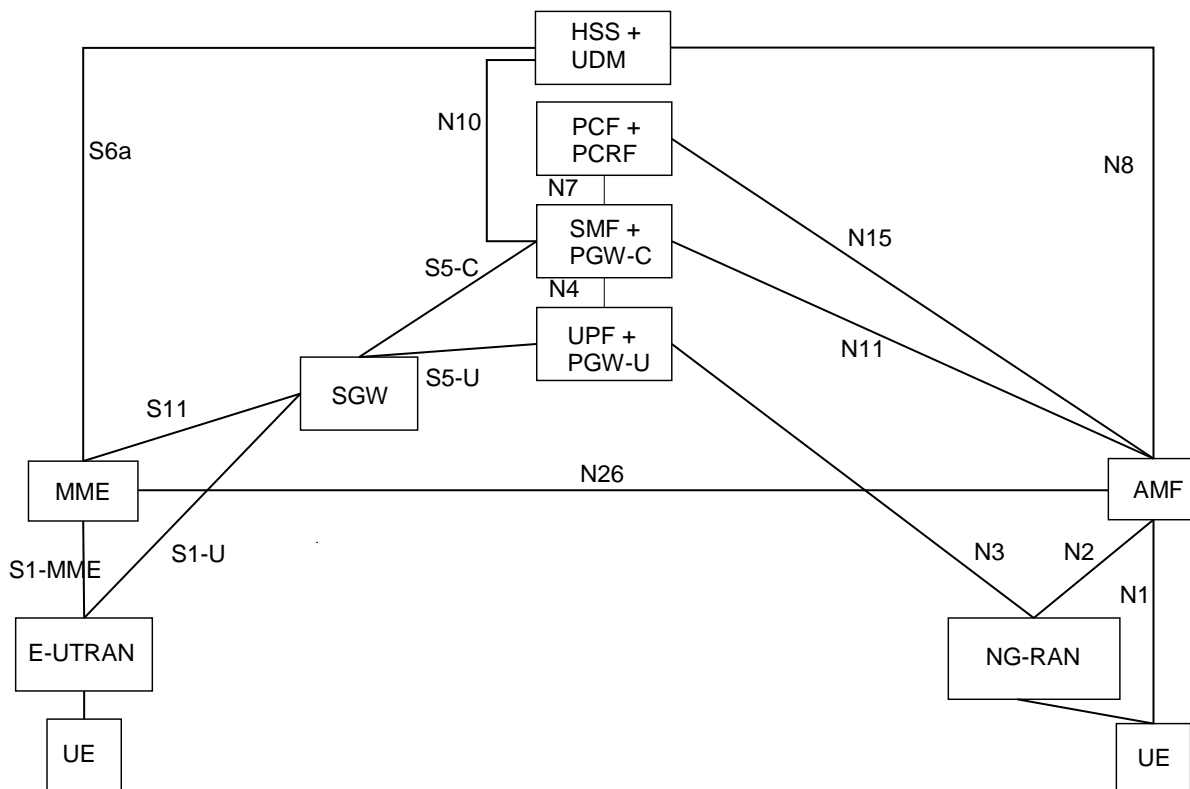 HSS +
UDM
N10
PCF +
PCRF
S6a
N8
N7
SMF +
PGW-C
N15
S5-C
N4
UPF +
PGW-U
N11
S5-U
SGW
S11
N26
MME
AMF
S1-U
N3
N2
S1-MME
N1
E-UTRAN
NG-RAN
UE
UE